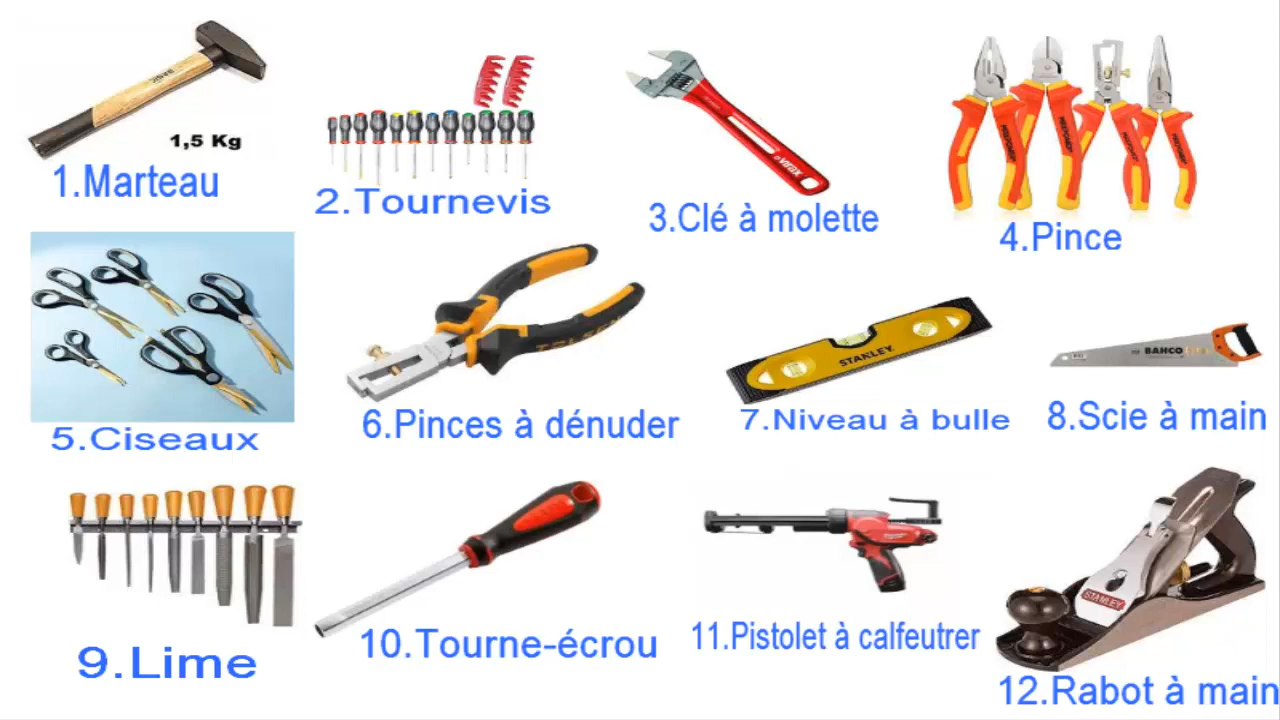 1,5 Kg
1.Marteau
2.Tournevis
VIRAX
3.Clé à molette
4.Pince
5.Ciseaux
6.Pinces à dénuder
STANLEY
7.Niveau à bulle
BAHCO
8.Scie à main
9.Lime
10.Tourne-écrou
11.Pistolet à calfeutrer
STANLEY
12.Rabot à main